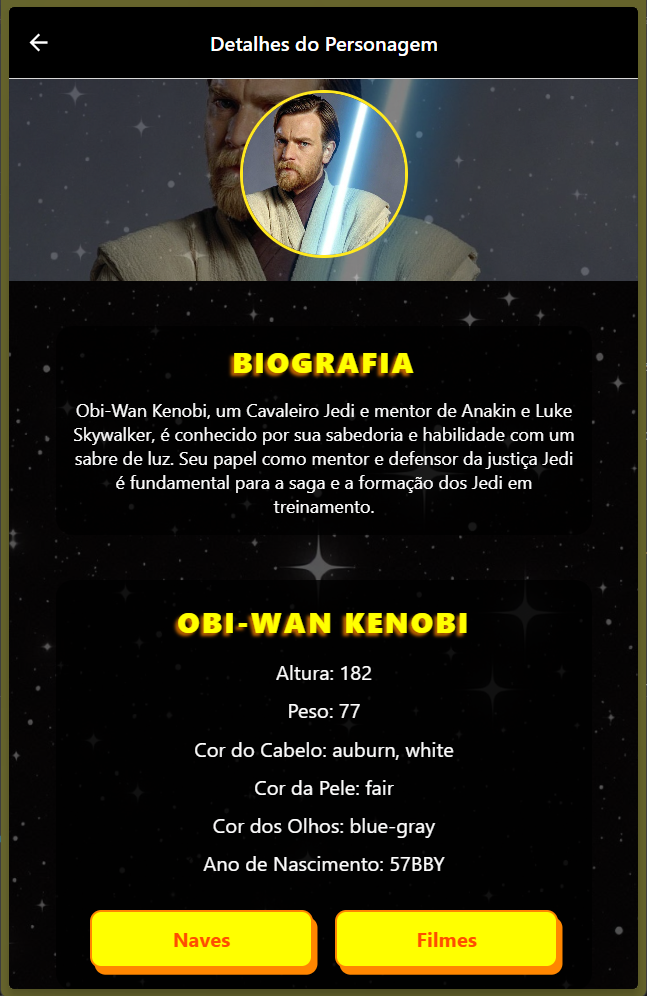 Detalhes do Personagem
BIOGRAFIA
Obi-Wan Kenobi, um Cavaleiro Jedi e mentor de Anakin e Luke
Skywalker, é conhecido por sua sabedoria e habilidade com um
sabre de luz. Seu papel como mentor e defensor da justiça Jedi
é fundamental para a saga e a formação dos Jedi em
treinamento.
OBI-WAN KENOBI
Altura: 182
Peso: 77
Cor do Cabelo: auburn, white
Cor da Pele: fair
Cor dos Olhos: blue-gray
Ano de Nascimento: 57BBY
Naves
Filmes